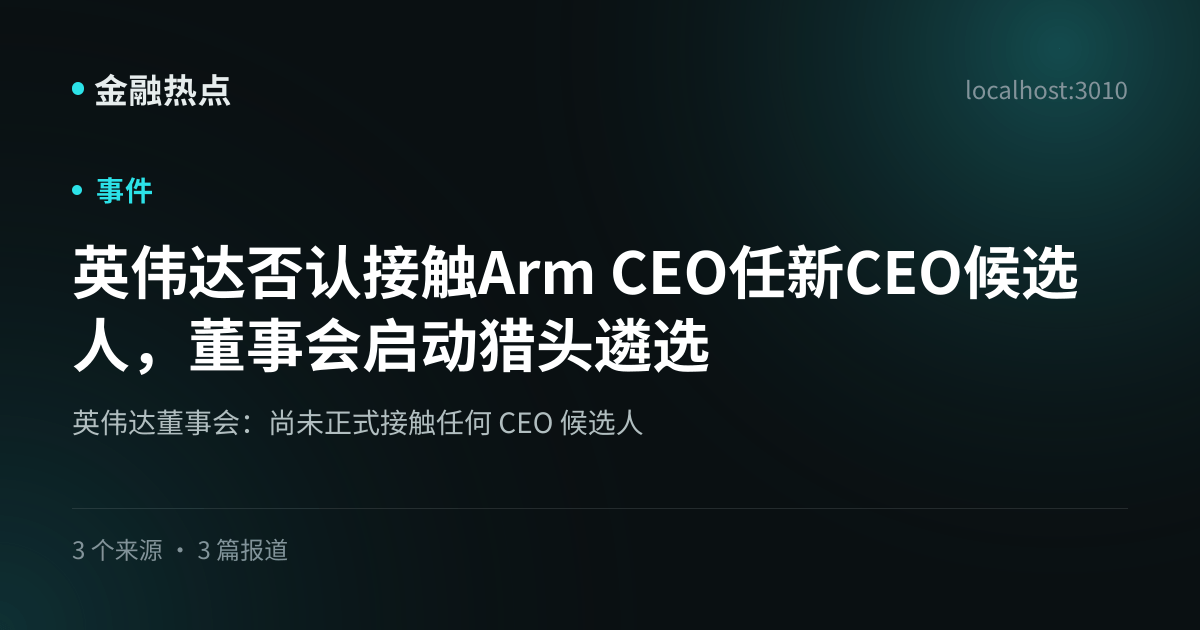 金融热点
localhost:3010
事件
英伟达否认接触Arm CEO任新CEO候选
人，董事会启动猎头遴选
英伟达董事会：尚未正式接触任何 CEO 候选人
3 个来源 · 3 篇报道